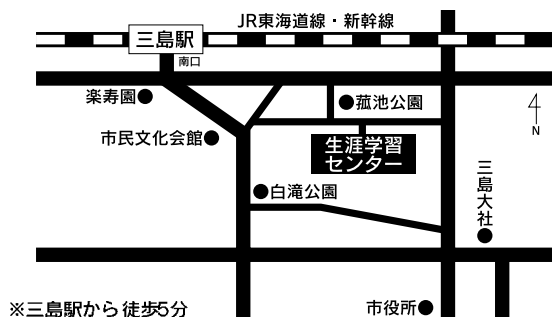 JR東海道線・新幹線
三島駅
南口
楽寿園
菰池公園
市民文化会館
生涯学習
センター
N
三島大社
白滝公園
※三島駅から徒歩5分
市役所